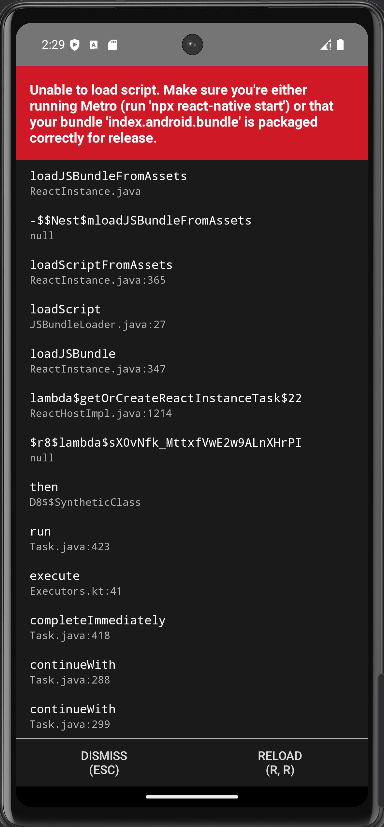 2:29
Unable to load script. Make sure you're either
running Metro (run 'npx react-native start') or that
your bundle 'index.android.bundle' is packaged
correctly for release.
loadJSBundleFromAssets
ReactInstance.java
-$$Nest$mloadJSBundleFromAssets
null
loadScriptFromAssets
ReactInstance.java:365
loadScript
JSBundleLoader.java:27
loadJSBundle
ReactInstance.java:347
lambda$getOrCreateReactInstanceTask$22
ReactHostImpl.java:1214
$r8$lambda$sX0vNfk_MttxfVwE2w9ALnXHrPI
null
then
D8$$SyntheticClass
run
Task.java:423
execute
Executors.kt:41
completeImmediately
Task.java:418
continueWith
Task.java:288
continueWith
Task.java:299
DISMISS
(ESC)
RELOAD
(R, R)